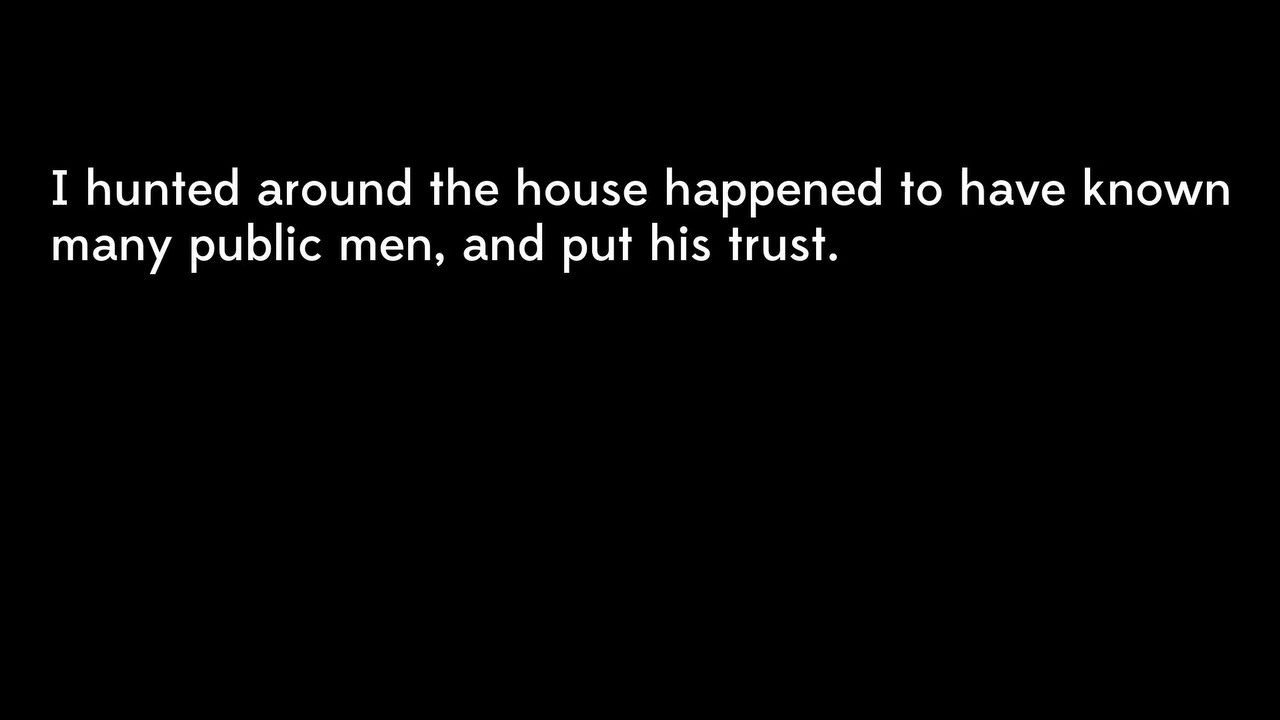 I hunted around the house happened to have known
many public men, and put his trust.